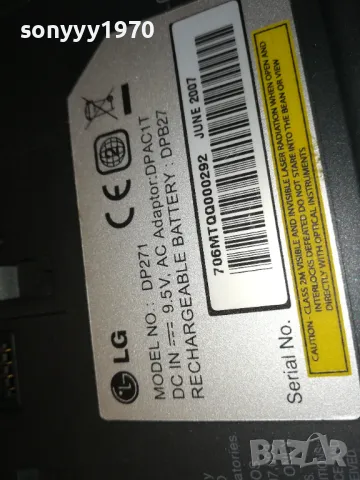 sonyyy1970
LG
MODEL NO.: DP271
DC IN 9.5V, AC Adaptor:DPAC1T
RECHARGEABLE BATTERY : DPB27
Serial No.
706MTQQ000292
JUNE 2007
CAUTION - CLASS 2M VISIBLE AND INVISIBLE LASER RADIATION WHEN OPEN AND
INTERLOCKS DEFEATED DO NOT STARE INTO THE BEAN OR VIEW
DIRECTLY WITH OPTICAL INSTRUMENTS
BAZAR